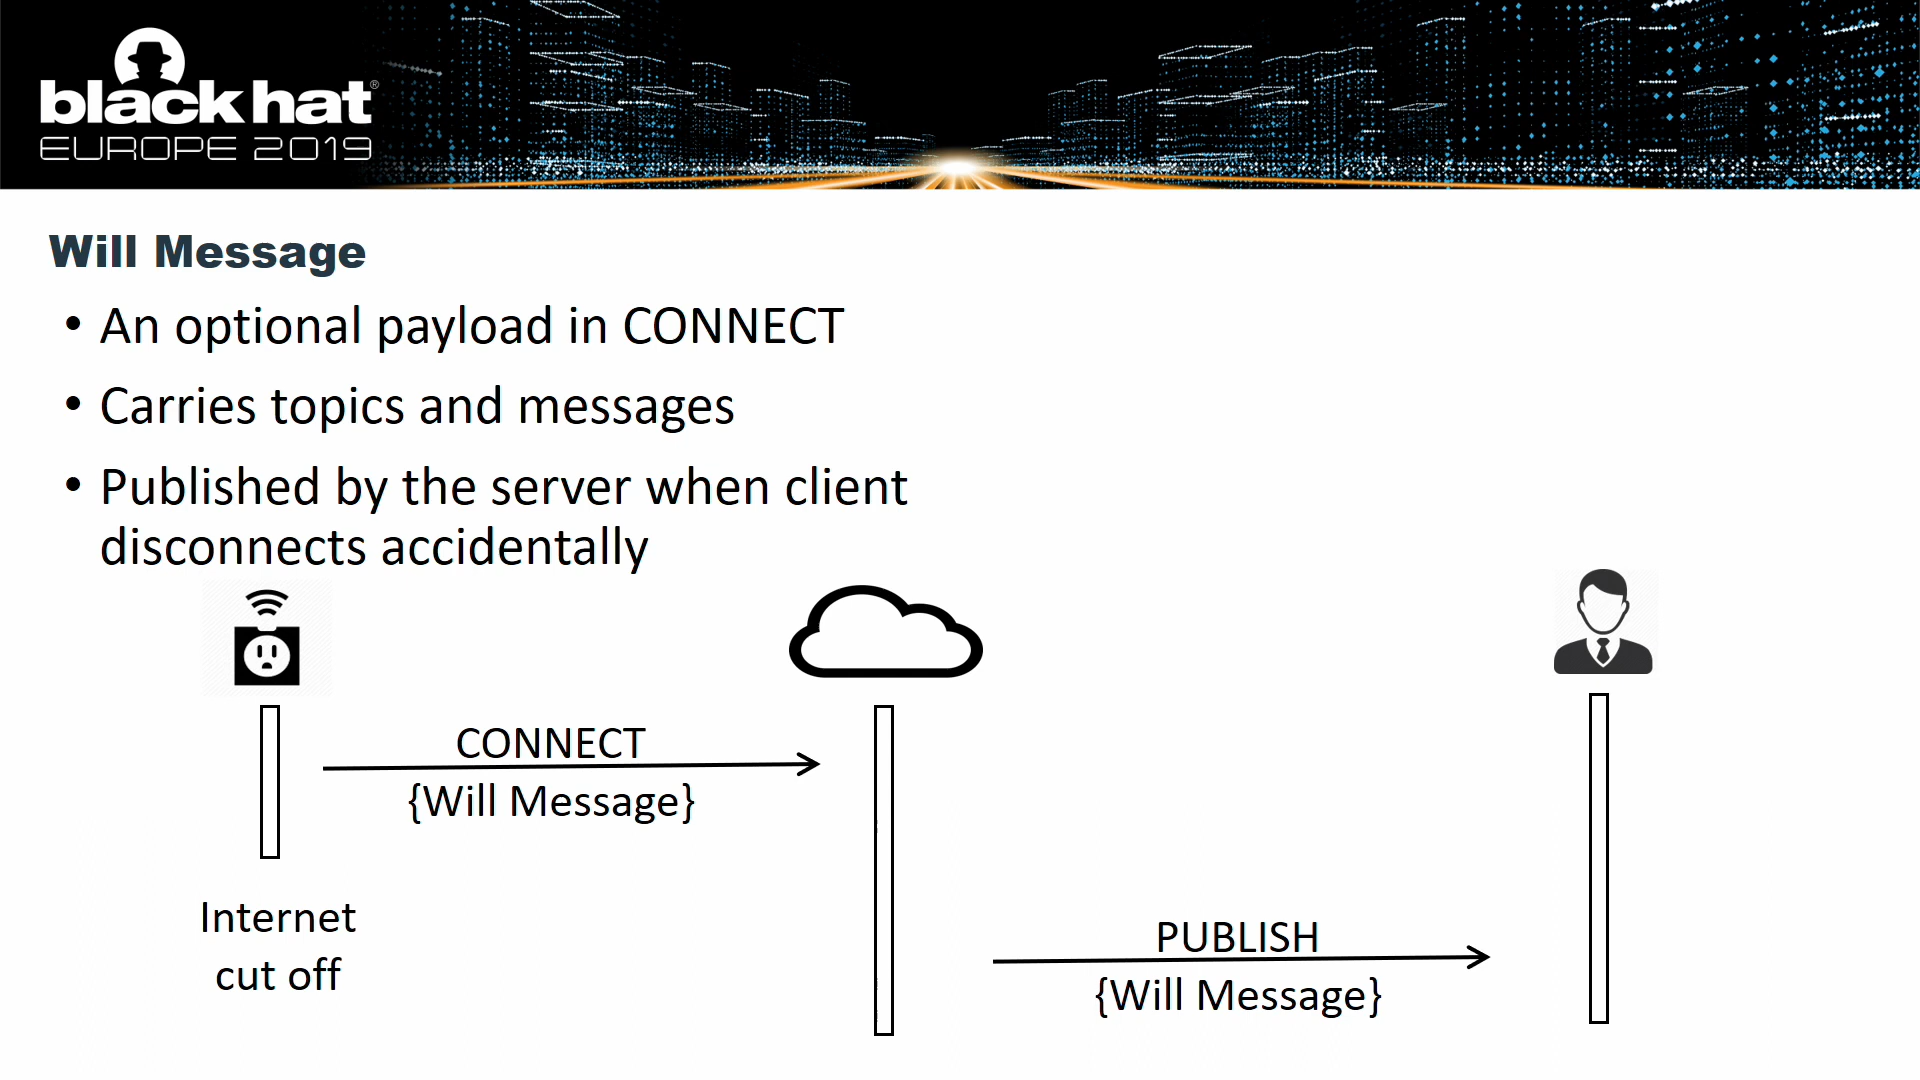 black hat®
EUROPE 2019
Will Message
• An optional payload in CONNECT
• Carries topics and messages
• Published by the server when client
disconnects accidentally
CONNECT
{Will Message}
Internet
cut off
PUBLISH
{Will Message}